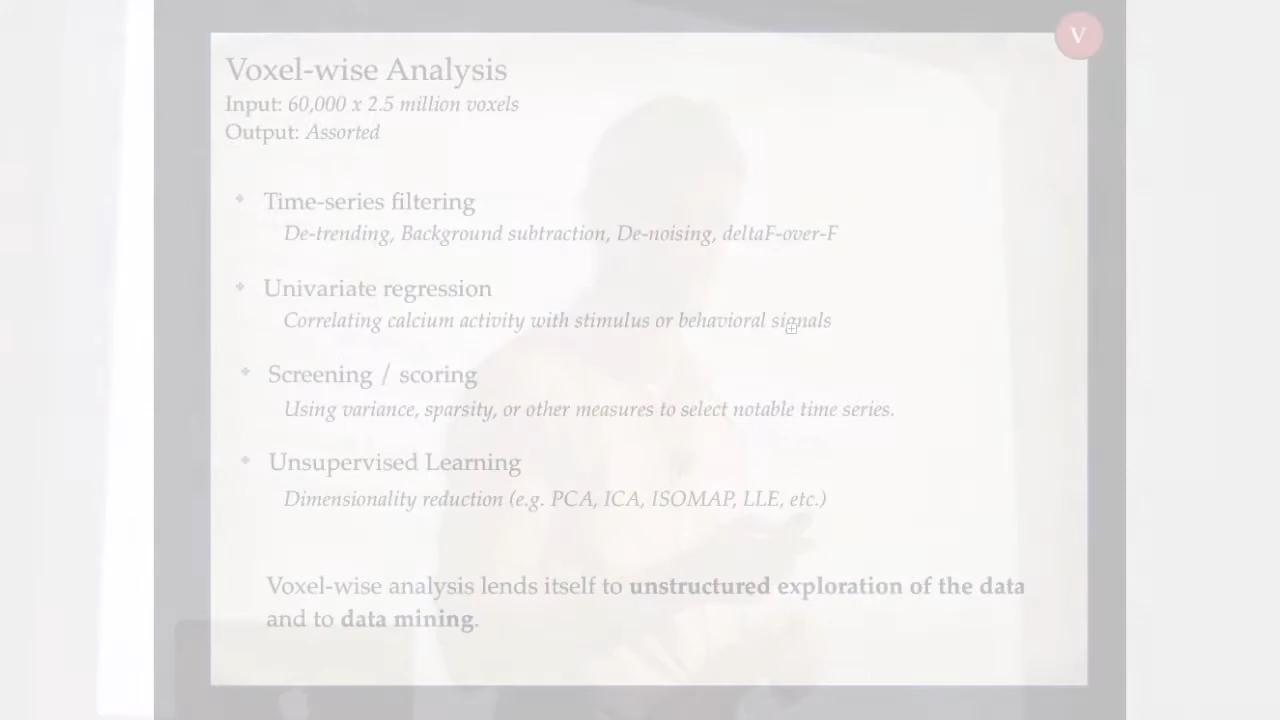 V
Voxel-wise Analysis
Input: 60,000 x 2.5 million voxels
Output: Assorted
Time-series filtering
De-trending, Background subtraction, De-noising, deltaF-over-F
Univariate regression
Correlating calcium activity with stimulus or behavioral signals
Screening / scoring
Using variance, sparsity, or other measures to select notable time series.
Unsupervised Learning
Dimensionality reduction (e.g. PCA, ICA, ISOMAP, LLE, etc.)
Voxel-wise analysis lends itself to unstructured exploration of the data
and to data mining.